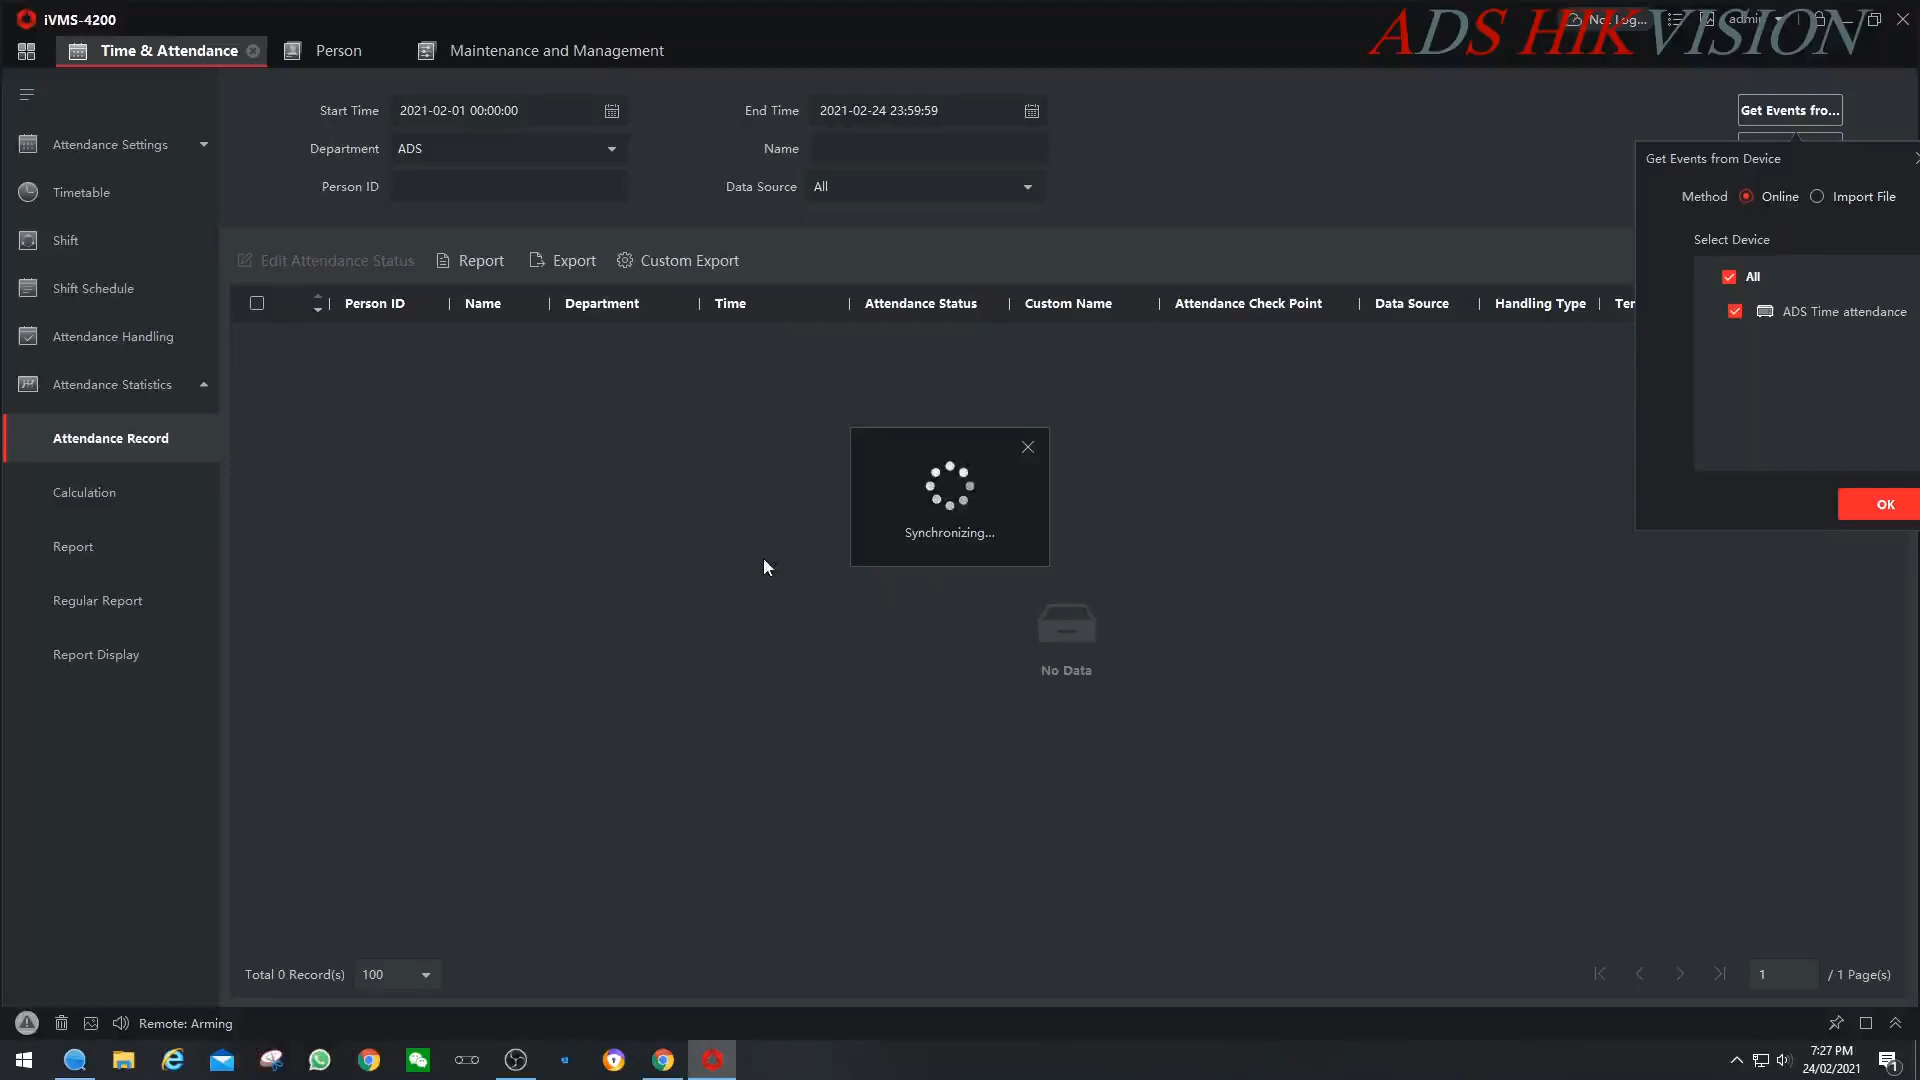 iVMS-4200
Not Log...
admin
ADS HIKVISION
Time & Attendance
Person
Maintenance and Management
Start Time
2021-02-01 00:00:00
End Time
2021-02-24 23:59:59
Get Events fro...
Attendance Settings
Department
ADS
Name
Get Events from Device
Timetable
Person ID
Data Source
All
Method
Online
Import File
Shift
Select Device
Edit Attendance Status
Report
Export
Custom Export
All
Shift Schedule
Person ID
Name
Department
Time
Attendance Status
Custom Name
Attendance Check Point
Data Source
Handling Type
Ter
ADS Time attendance
Attendance Handling
Attendance Statistics
Attendance Record
Calculation
OK
Synchronizing...
Report
Regular Report
Report Display
No Data
Total 0 Record(s)
100
1
/ 1 Page(s)
Remote: Arming
7:27 PM
24/02/2021
1